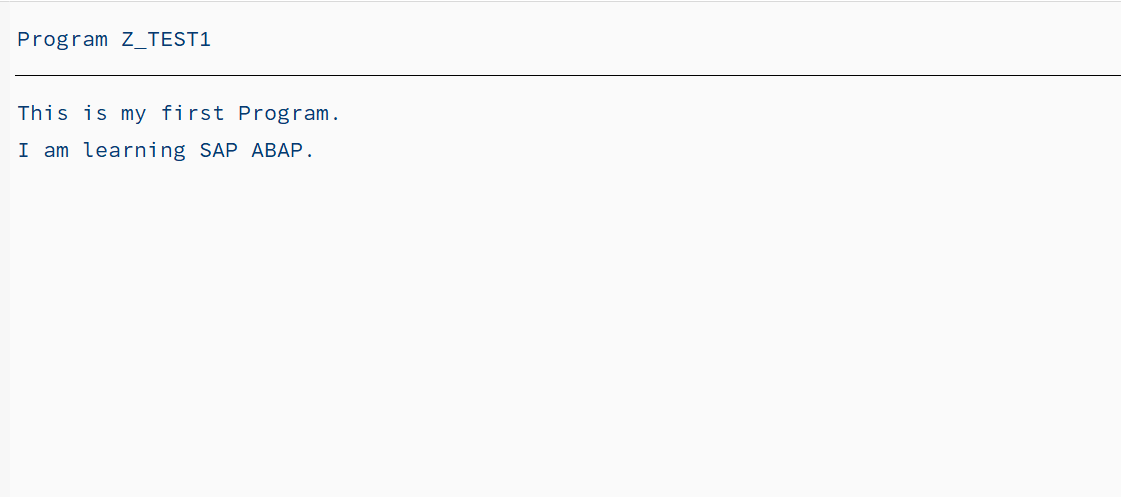 Program Z_TEST1
This is my first Program.
I am learning SAP ABAP.